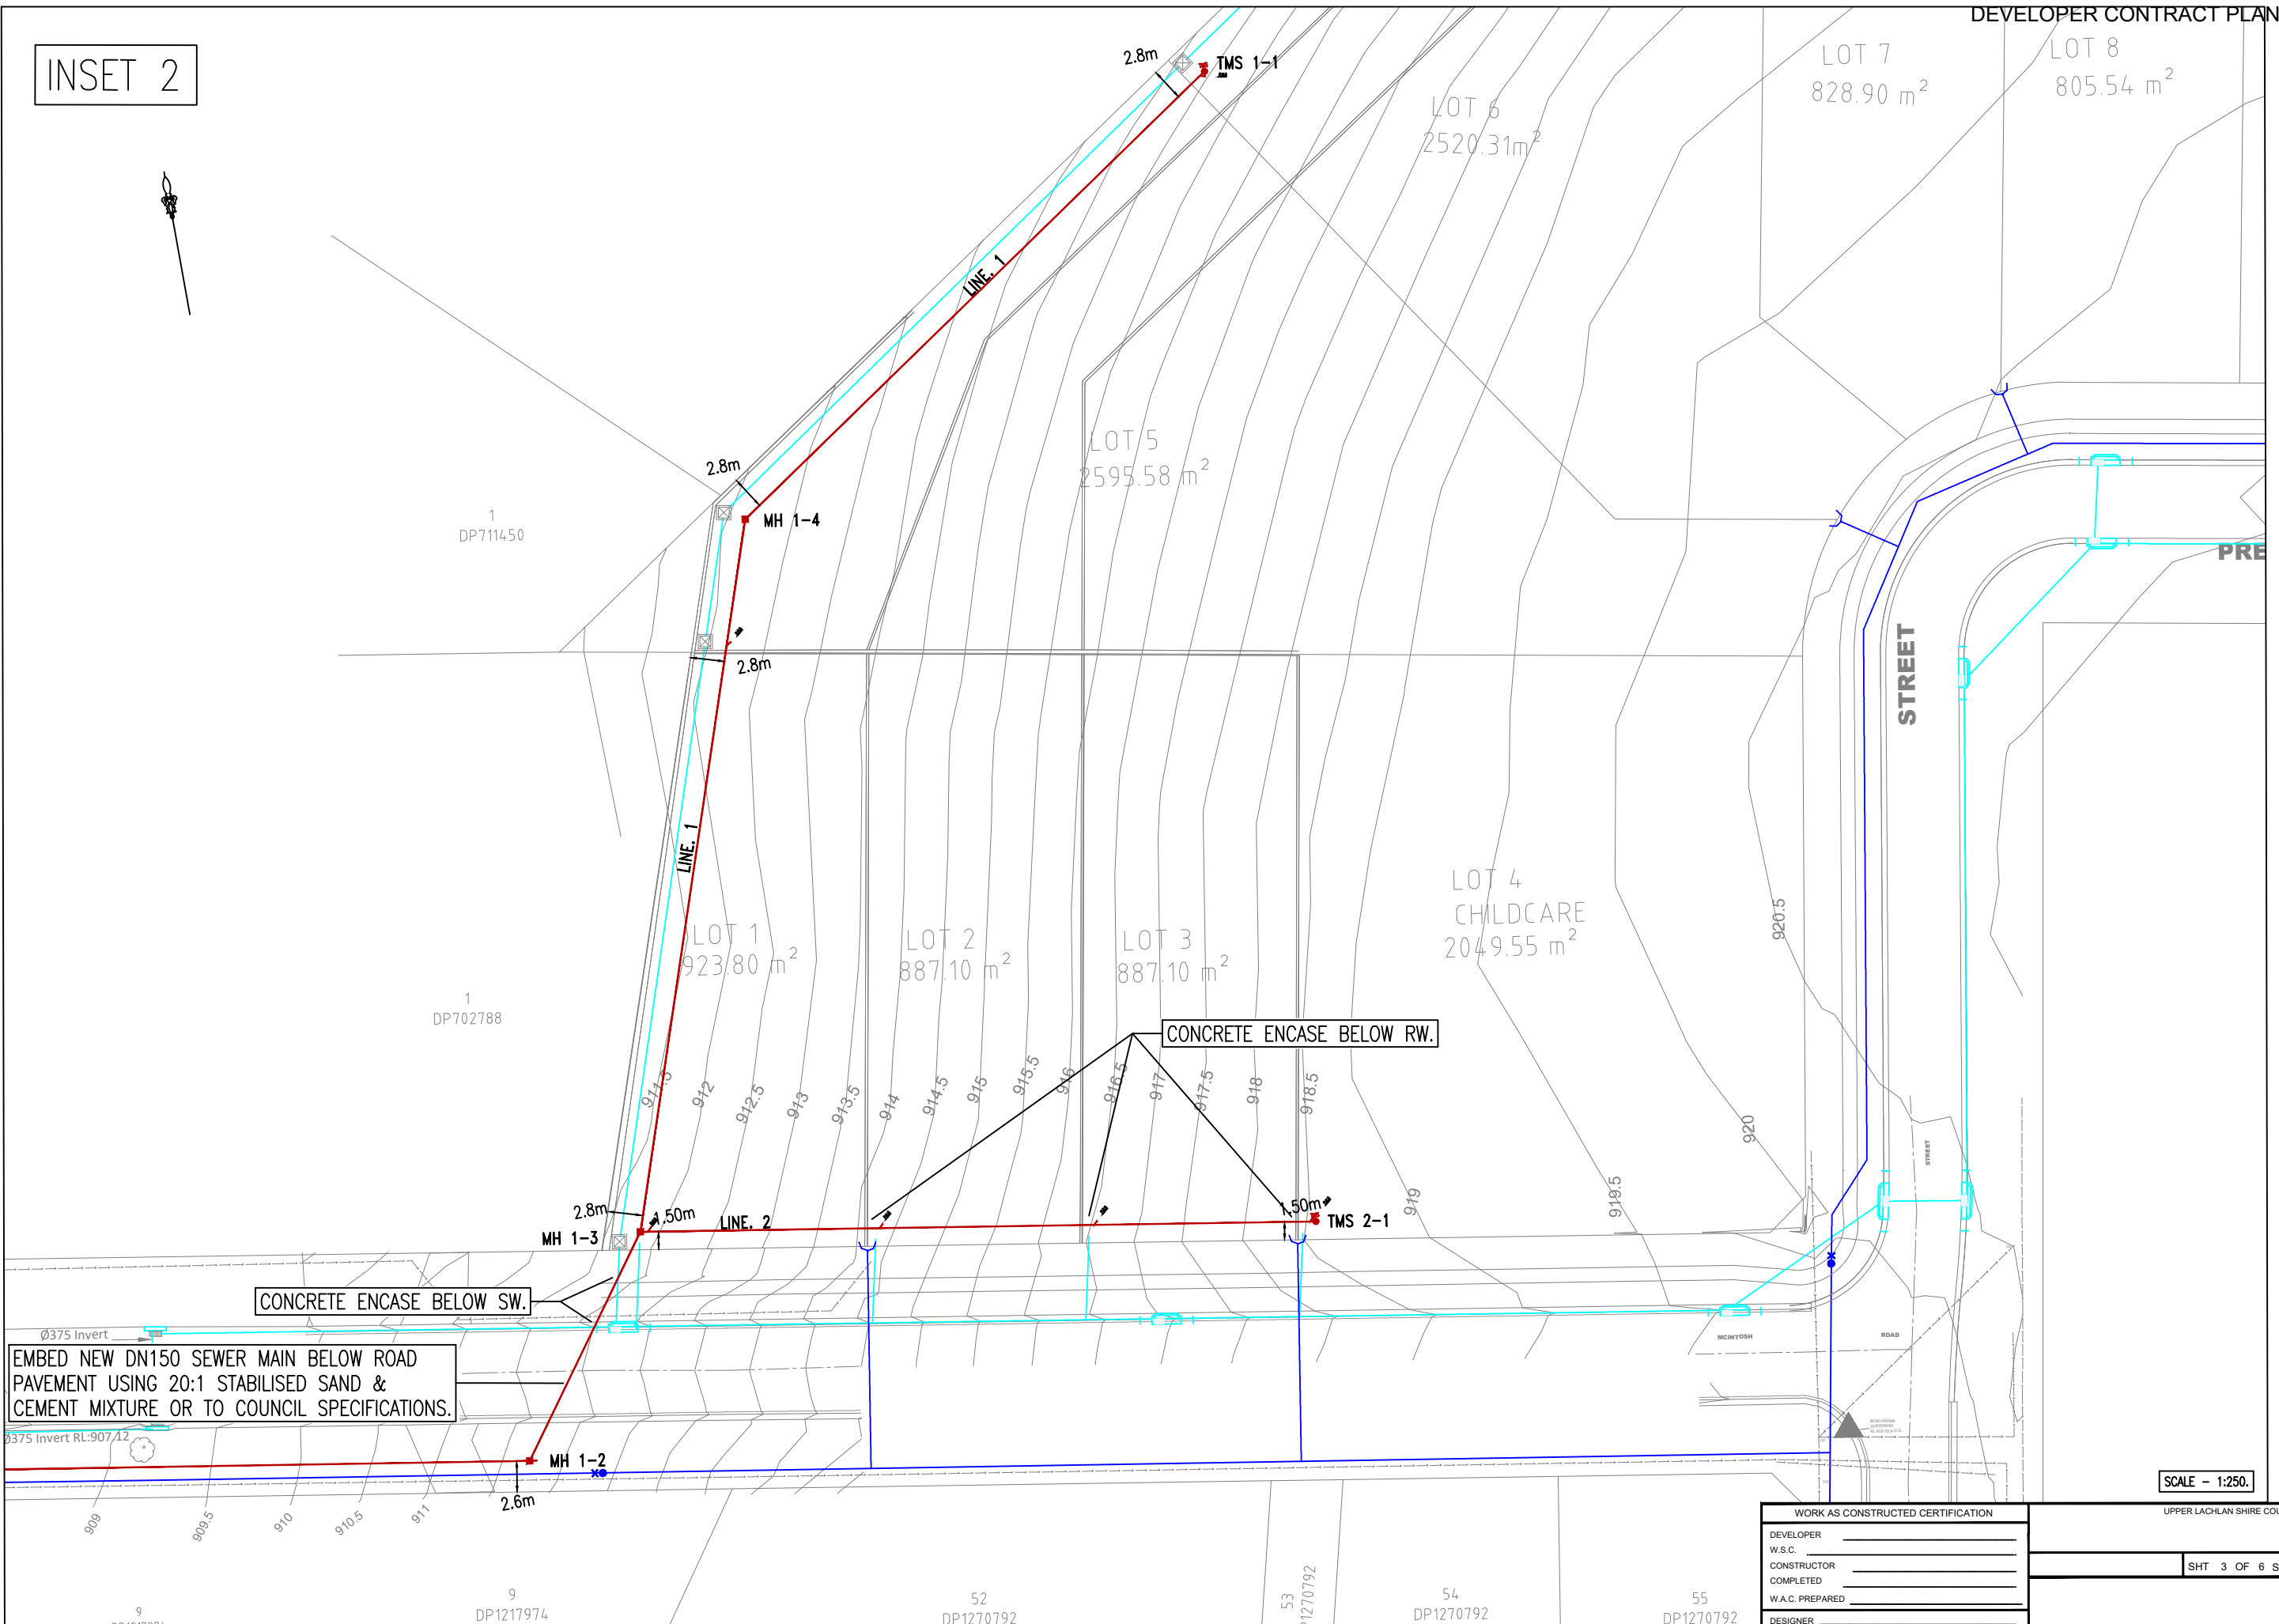 DEVELOPER CONTRACT PLAN
INSET 2
2.8m
TMS 1-1
LOT 7
828.90 m²
LOT 8
805.54 m²
LOT 6
2520.31m²
LINE. 1
LOT 5
2595.58 m²
2.8m
MH 1-4
1
DP711450
PRE
STREET
2.8m
LINE. 1
LOT 4
CHILDCARE
2049.55 m²
920.5
LOT 1
923.80 m²
LOT 2
887.10 m²
LOT 3
887.10 m²
1
DP702788
CONCRETE ENCASE BELOW RW.
911.5
912
912.5
913
913.5
914
914.5
915
915.5
916
916.5
917
917.5
918
918.5
919
919.5
920
STREET
2.8m
1.50m
LINE. 2
1.50m
TMS 2-1
MH 1-3
CONCRETE ENCASE BELOW SW.
Ø375 Invert
MCINTOSH
ROAD
EMBED NEW DN150 SEWER MAIN BELOW ROAD
PAVEMENT USING 20:1 STABILISED SAND &
CEMENT MIXTURE OR TO COUNCIL SPECIFICATIONS.
Ø375 Invert RL:907.12
MH 1-2
2.6m
909
909.5
910
910.5
911
SCALE - 1:250.
WORK AS CONSTRUCTED CERTIFICATION
DEVELOPER
W.S.C.
CONSTRUCTOR
COMPLETED
W.A.C. PREPARED
DESIGNER
UPPER LACHLAN SHIRE COU
SHT 3 OF 6 S
9
9
DP1217974
52
DP1270792
53
1270792
54
DP1270792
55
DP1270792